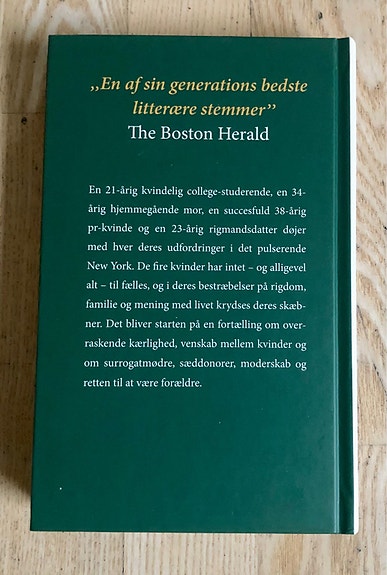 „En af sin generations bedste
litterære stemmer”
The Boston Herald
En 21-årig kvindelig college-studerende, en 34-
årig hjemmegående mor, en succesfuld 38-årig
pr-kvinde og en 23-årig rigmandsdatter døjer
med hver deres udfordringer i det pulserende
New York. De fire kvinder har intet – og alligevel
alt – til fælles, og i deres bestræbelser på rigdom,
familie og mening med livet krydses deres skæb-
ner. Det bliver starten på en fortælling om over-
raskende kærlighed, venskab mellem kvinder og
om surrogatmødre, sæddonorer, moderskab og
retten til at være forældre.